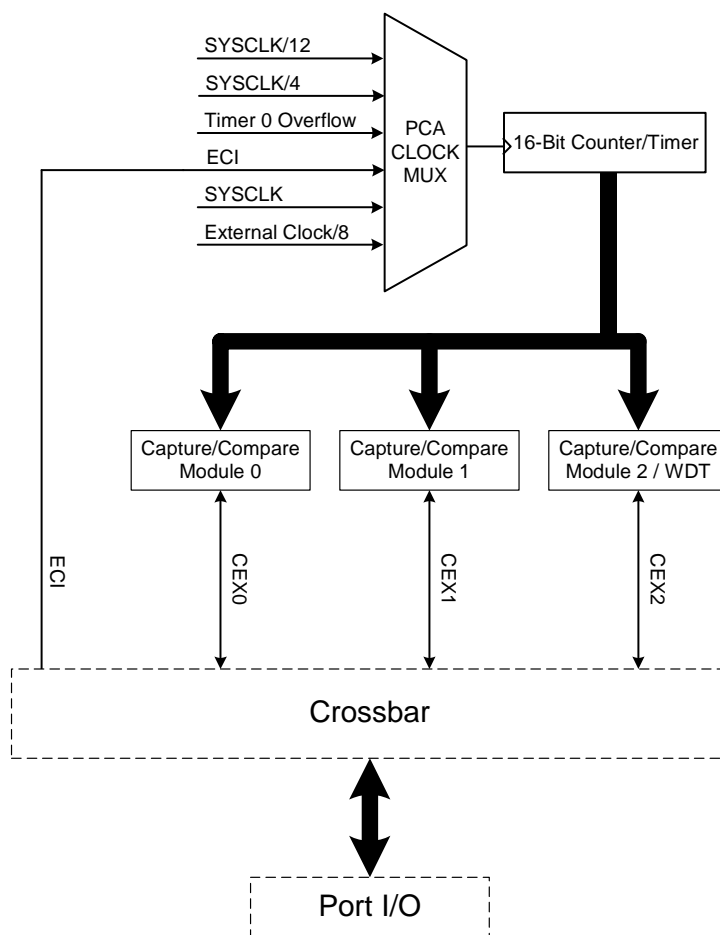 SYSCLK/12
SYSCLK/4
Timer 0 Overflow
ECI
SYSCLK
External Clock/8
PCA
CLOCK
MUX
16-Bit Counter/Timer
Capture/Compare
Module 0
Capture/Compare
Module 1
Capture/Compare
Module 2 / WDT
ECI
CEX0
CEX1
CEX2
Crossbar
Port I/O